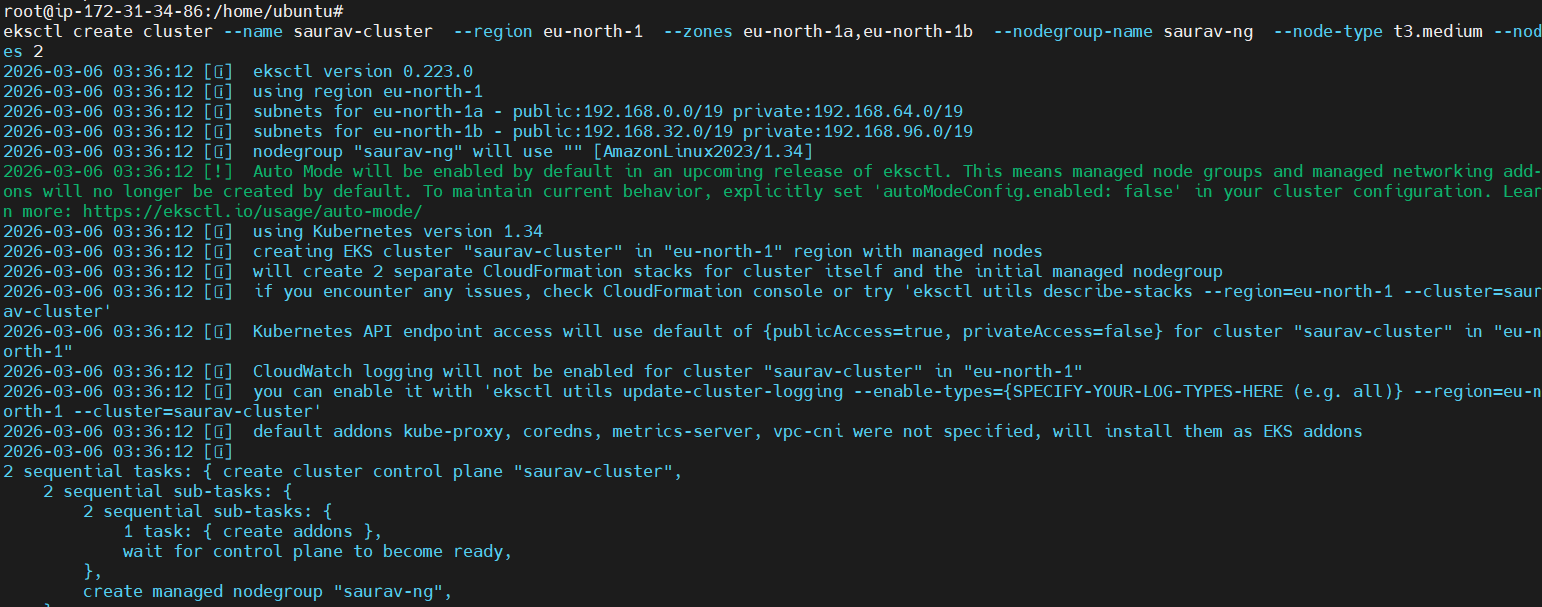 root@ip-172-31-34-86:/home/ubuntu#
eksctl create cluster --name saurav-cluster  --region eu-north-1  --zones eu-north-1a,eu-north-1b  --nodegroup-name saurav-ng  --node-type t3.medium --nod
es 2
2026-03-06 03:36:12 [ℹ]  eksctl version 0.223.0
2026-03-06 03:36:12 [ℹ]  using region eu-north-1
2026-03-06 03:36:12 [ℹ]  subnets for eu-north-1a - public:192.168.0.0/19 private:192.168.64.0/19
2026-03-06 03:36:12 [ℹ]  subnets for eu-north-1b - public:192.168.32.0/19 private:192.168.96.0/19
2026-03-06 03:36:12 [ℹ]  nodegroup "saurav-ng" will use "" [AmazonLinux2023/1.34]
2026-03-06 03:36:12 [!]  Auto Mode will be enabled by default in an upcoming release of eksctl. This means managed node groups and managed networking add-
ons will no longer be created by default. To maintain current behavior, explicitly set 'autoModeConfig.enabled: false' in your cluster configuration. Lear
n more: https://eksctl.io/usage/auto-mode/
2026-03-06 03:36:12 [ℹ]  using Kubernetes version 1.34
2026-03-06 03:36:12 [ℹ]  creating EKS cluster "saurav-cluster" in "eu-north-1" region with managed nodes
2026-03-06 03:36:12 [ℹ]  will create 2 separate CloudFormation stacks for cluster itself and the initial managed nodegroup
2026-03-06 03:36:12 [ℹ]  if you encounter any issues, check CloudFormation console or try 'eksctl utils describe-stacks --region=eu-north-1 --cluster=saur
av-cluster'
2026-03-06 03:36:12 [ℹ]  Kubernetes API endpoint access will use default of {publicAccess=true, privateAccess=false} for cluster "saurav-cluster" in "eu-n
orth-1"
2026-03-06 03:36:12 [ℹ]  CloudWatch logging will not be enabled for cluster "saurav-cluster" in "eu-north-1"
2026-03-06 03:36:12 [ℹ]  you can enable it with 'eksctl utils update-cluster-logging --enable-types={SPECIFY-YOUR-LOG-TYPES-HERE (e.g. all)} --region=eu-n
orth-1 --cluster=saurav-cluster'
2026-03-06 03:36:12 [ℹ]  default addons kube-proxy, coredns, metrics-server, vpc-cni were not specified, will install them as EKS addons
2026-03-06 03:36:12 [ℹ]
2 sequential tasks: { create cluster control plane "saurav-cluster",
    2 sequential sub-tasks: {
        2 sequential sub-tasks: {
            1 task: { create addons },
            wait for control plane to become ready,
        },
        create managed nodegroup "saurav-ng",